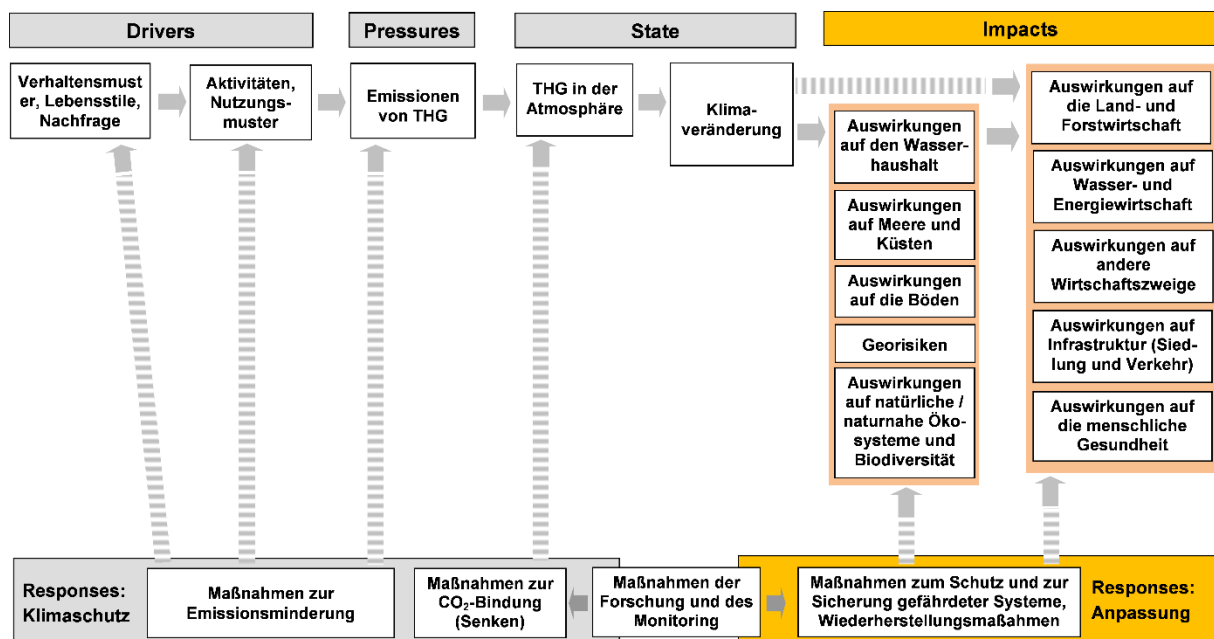 Drivers
Pressures
State
Impacts
Verhaltensmust
er, Lebensstile,
Nachfrage
Aktivitäten,
Nutzungs-
muster
Emissionen
von THG
THG in der
Atmosphäre
Klima-
veränderung
Auswirkungen
auf den Wasser-
haushalt
Auswirkungen
auf Meere und
Küsten
Auswirkungen
auf die Böden
Georisiken
Auswirkungen
auf natürliche /
naturnahe Öko-
systeme und
Biodiversität
Auswirkungen auf
die Land- und
Forstwirtschaft
Auswirkungen auf
Wasser- und
Energiewirtschaft
Auswirkungen auf
andere
Wirtschaftszweige
Auswirkungen auf
Infrastruktur (Sied-
lung und Verkehr)
Auswirkungen auf
die menschliche
Gesundheit
Responses:
Klimaschutz
Maßnahmen zur
Emissionsminderung
Maßnahmen zur
CO₂-Bindung
(Senken)
Maßnahmen der
Forschung und des
Monitoring
Maßnahmen zum Schutz und zur
Sicherung gefährdeter Systeme,
Wiederherstellungsmaßnahmen
Responses:
Anpassung